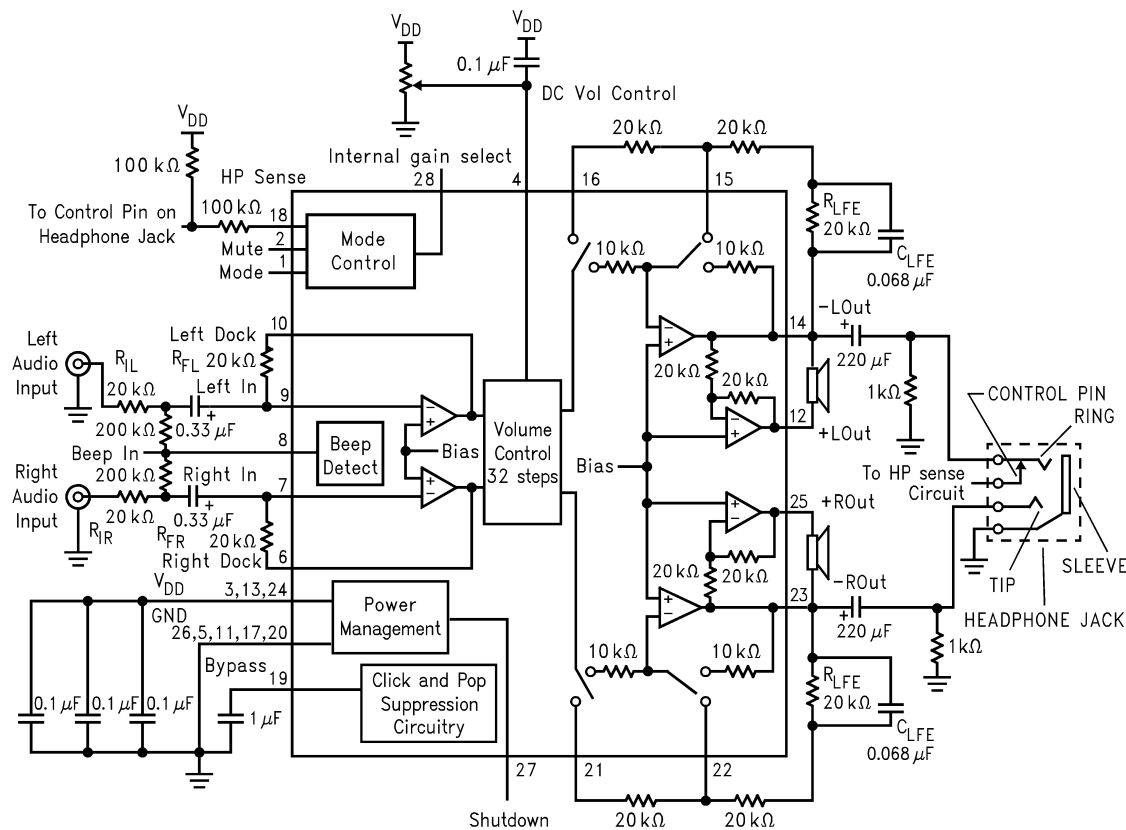 V_DD
V_DD
0.1 µF
DC Vol Control
V_DD
100 kΩ
Internal gain select
HP Sense
28
4
16
15
20 kΩ
20 kΩ
To Control Pin on
Headphone Jack
100 kΩ
18
Mute
2
Mode
1
Mode
Control
10 kΩ
10 kΩ
R_LFE
20 kΩ
C_LFE
0.068 µF
Left
Audio
Input
R_IL
20 kΩ
Left Dock
10
R_FL
20 kΩ
Left In
9
0.33 µF
200 kΩ
Beep In
8
200 kΩ
Beep
Detect
Bias
Volume
Control
32 steps
Right
Audio
Input
R_IR
20 kΩ
Right In
7
0.33 µF
R_FR
20 kΩ
Right Dock
6
20 kΩ
20 kΩ
14
-LOut
+
220 µF
12
+LOut
1 kΩ
Bias
25
+ROut
20 kΩ
20 kΩ
23
-ROut
+
220 µF
1 kΩ
CONTROL PIN
RING
To HP sense
Circuit
TIP
SLEEVE
HEADPHONE JACK
V_DD
3,13,24
GND
26,5,11,17,20
Power
Management
Bypass
19
Click and Pop
Suppression
Circuitry
0.1 µF
0.1 µF
0.1 µF
1 µF
10 kΩ
10 kΩ
R_LFE
20 kΩ
C_LFE
0.068 µF
27
21
22
Shutdown
20 kΩ
20 kΩ